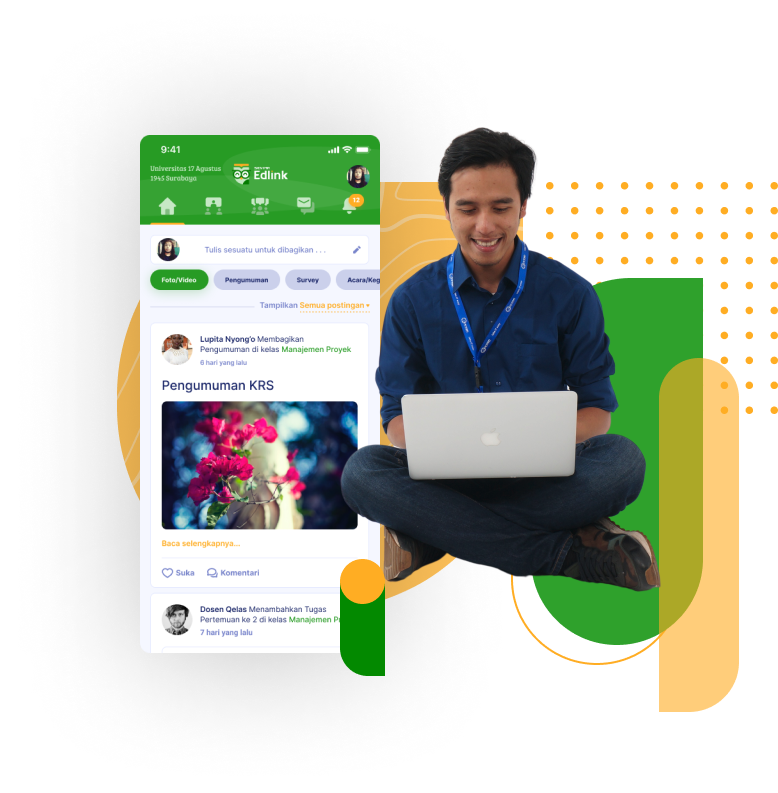 9:41
Universitas 17 Agustus
1945 Surabaya
Edlink
12
Tulis sesuatu untuk dibagikan . . .
Foto/Video
Pengumuman
Survey
Acara/Keg
Tampilkan Semua postingan
Lupita Nyong'o Membagikan
Pengumuman di kelas Manajemen Proyek
6 hari yang lalu
Pengumuman KRS
Baca selengkapnya...
Suka
Komentari
Dosen Qelas Menambahkan Tugas
Pertemuan ke 2 di kelas Manajemen P
7 hari yang lalu